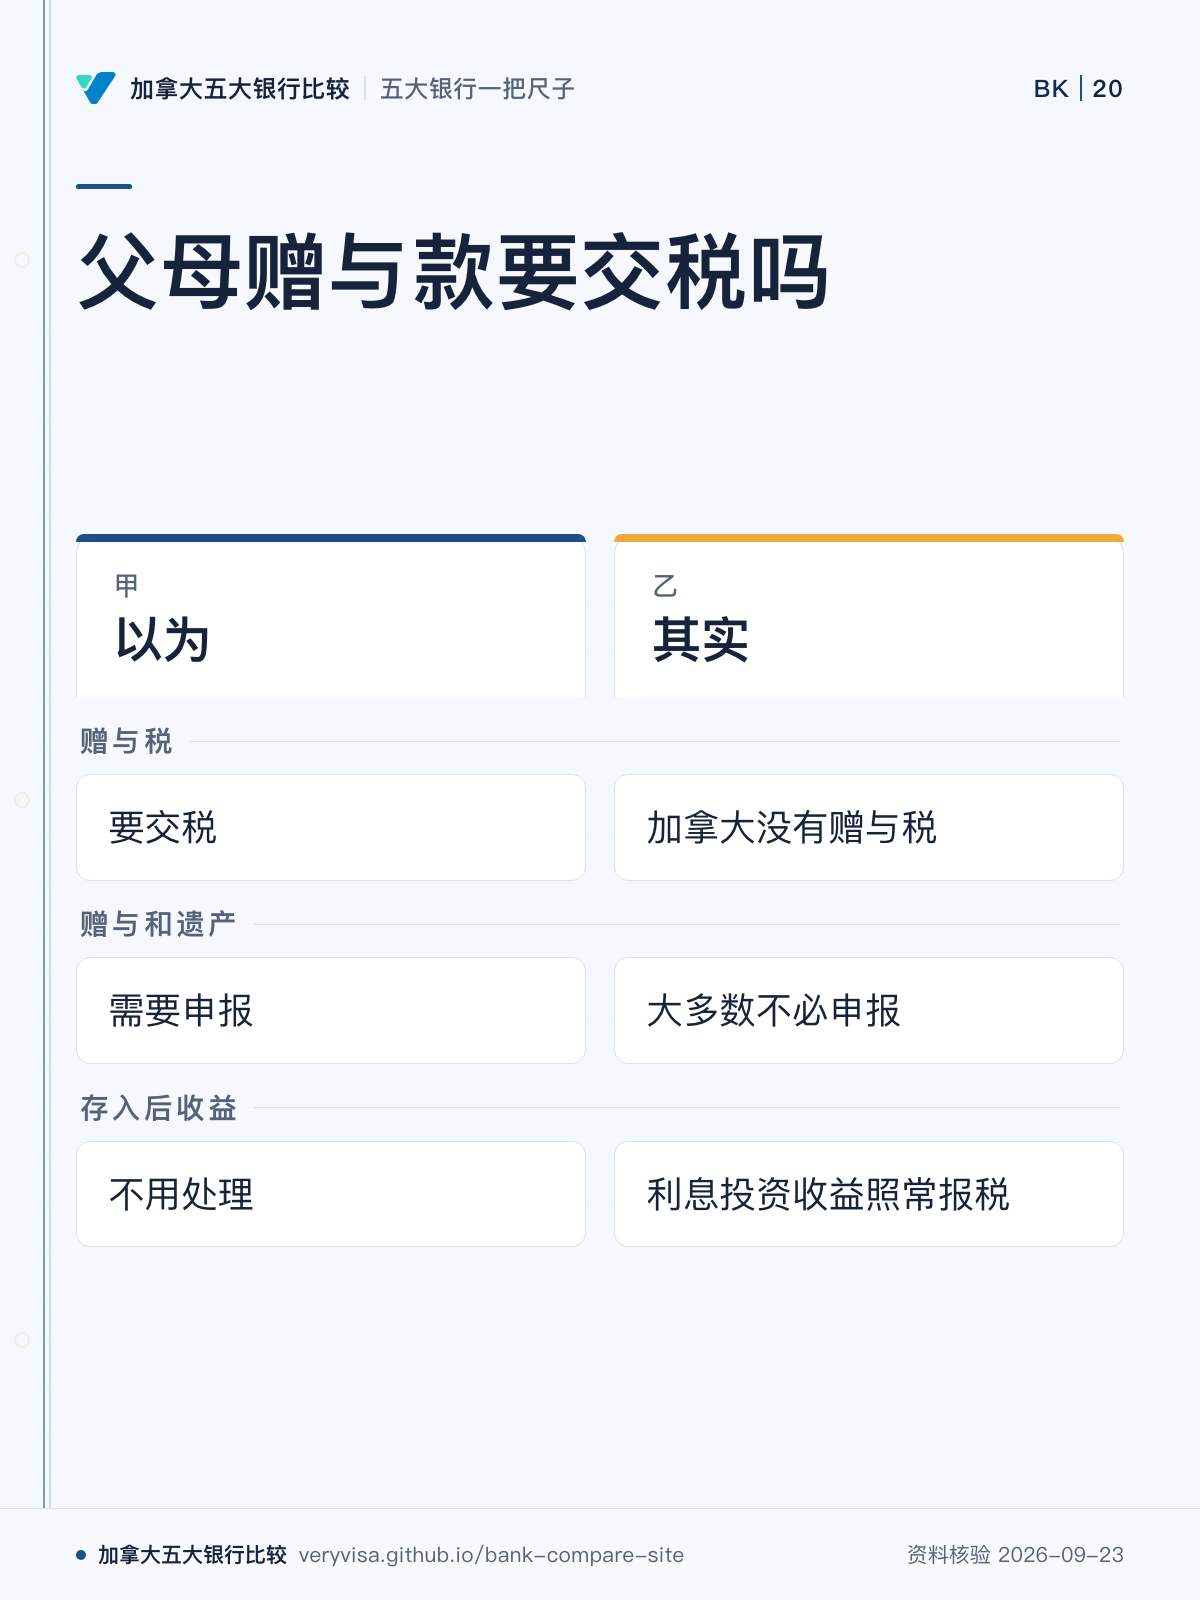 加拿大五大银行比较 五大银行一把尺子 BK 20
父母赠与款要交税吗
甲 乙
以为 其实
赠与税
要交税 加拿大没有赠与税
赠与和遗产
需要申报 大多数不必申报
存入后收益
不用处理 利息投资收益照常报税
加拿大五大银行比较 veryvisa.github.io/bank-compare-site 资料核验 2026-09-23